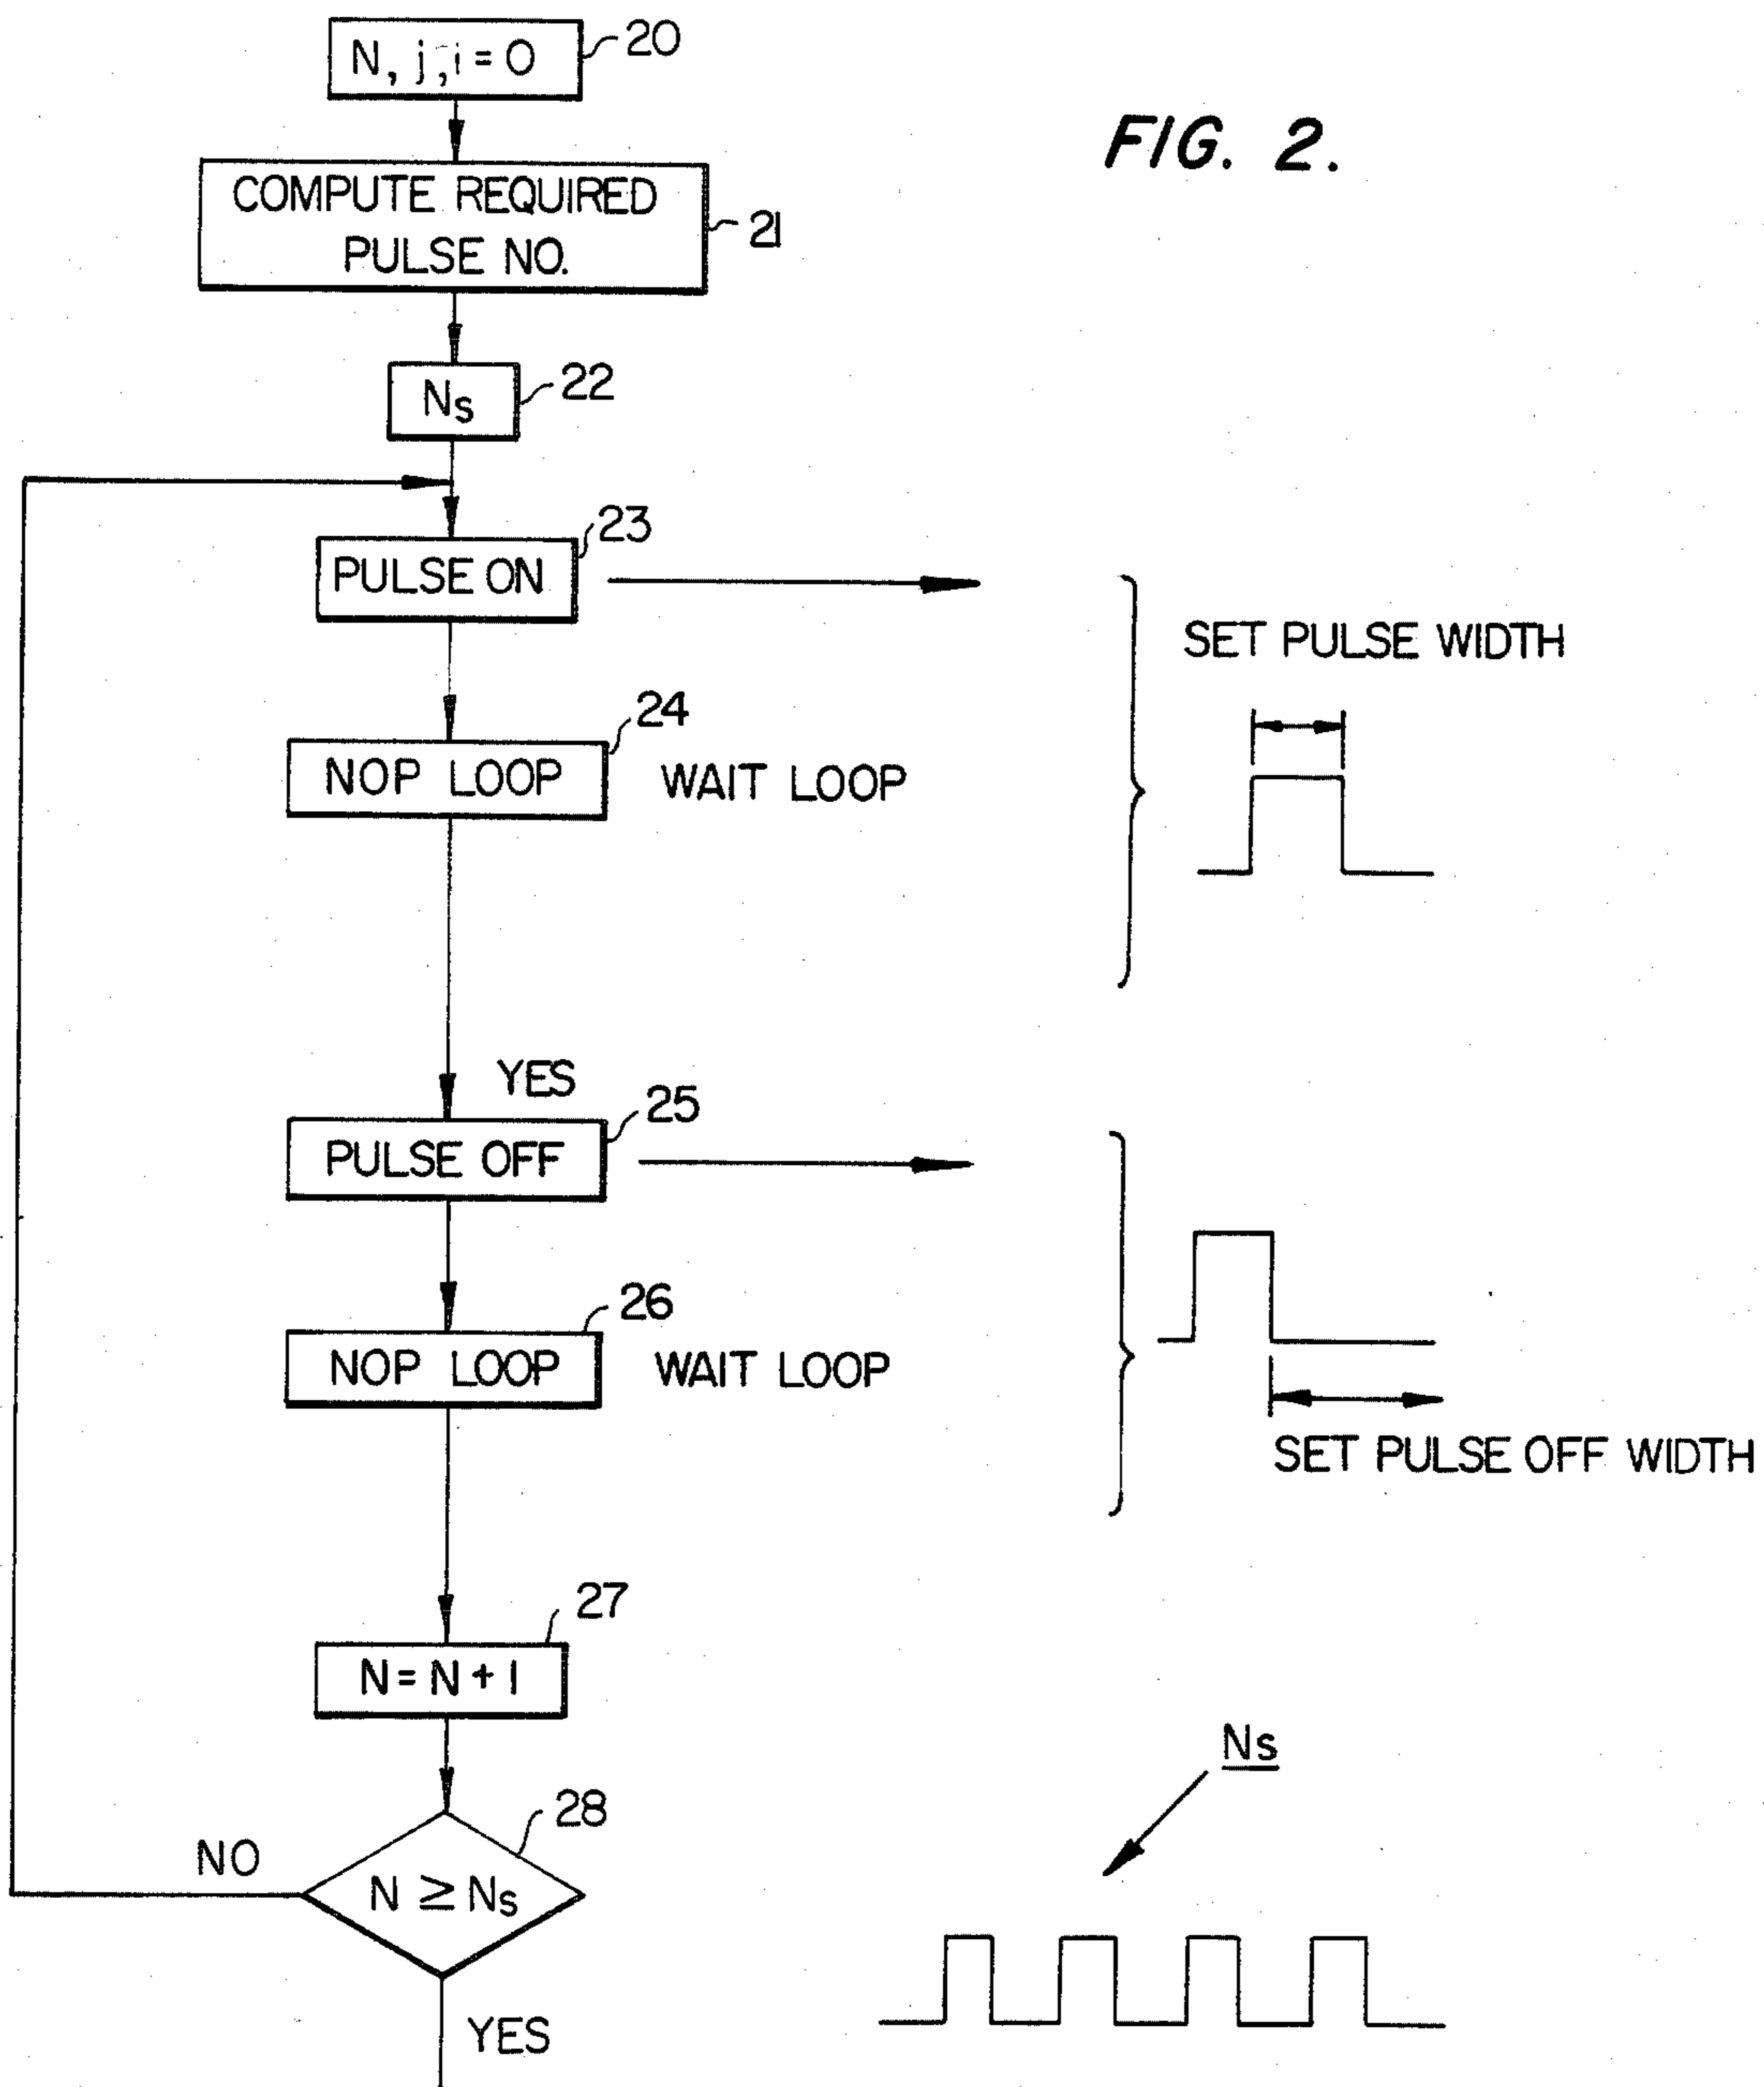 N, j, i = 0
20
FIG. 2.
COMPUTE REQUIRED
PULSE NO.
21
Ns
22
23
PULSE ON
SET PULSE WIDTH
24
NOP LOOP
WAIT LOOP
YES
25
PULSE OFF
26
NOP LOOP
WAIT LOOP
SET PULSE OFF WIDTH
27
N = N + 1
Ns
28
NO
N ≥ Ns
YES